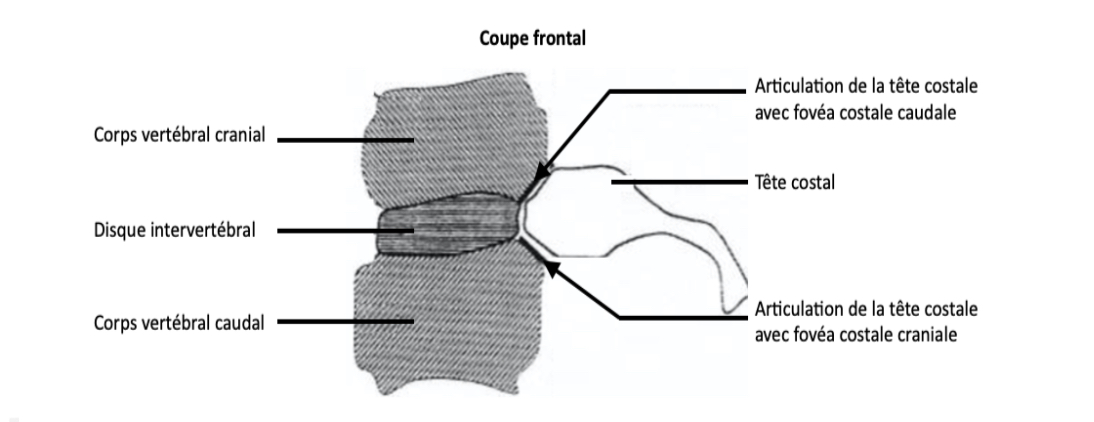 Coupe frontal
Articulation de la tête costale
avec fovéa costale caudale
Corps vertébral cranial
Tête costal
Disque intervertébral
Articulation de la tête costale
avec fovéa costale craniale
Corps vertébral caudal